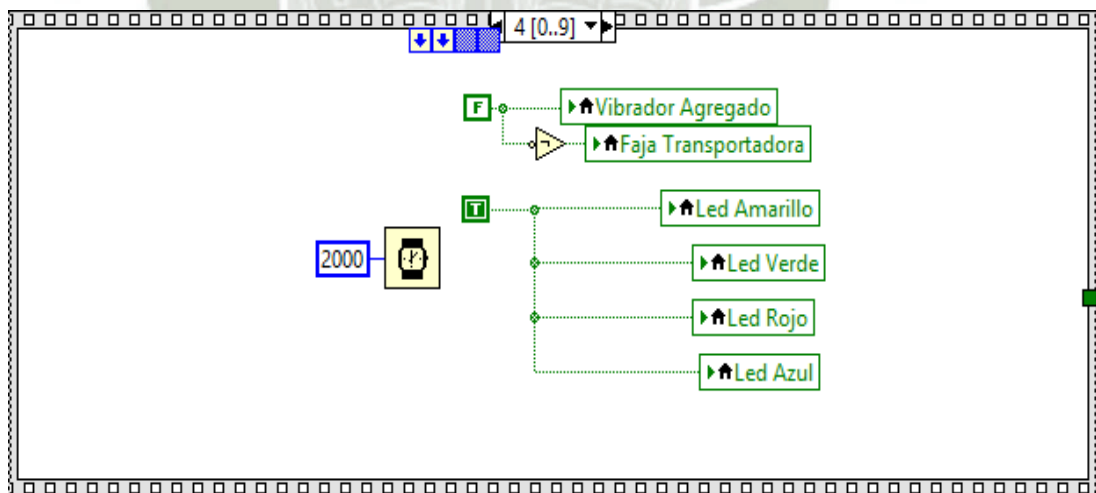 4 [0..9]
F
Vibrador Agregado
Faja Transportadora
T
Led Amarillo
2000
Led Verde
Led Rojo
Led Azul